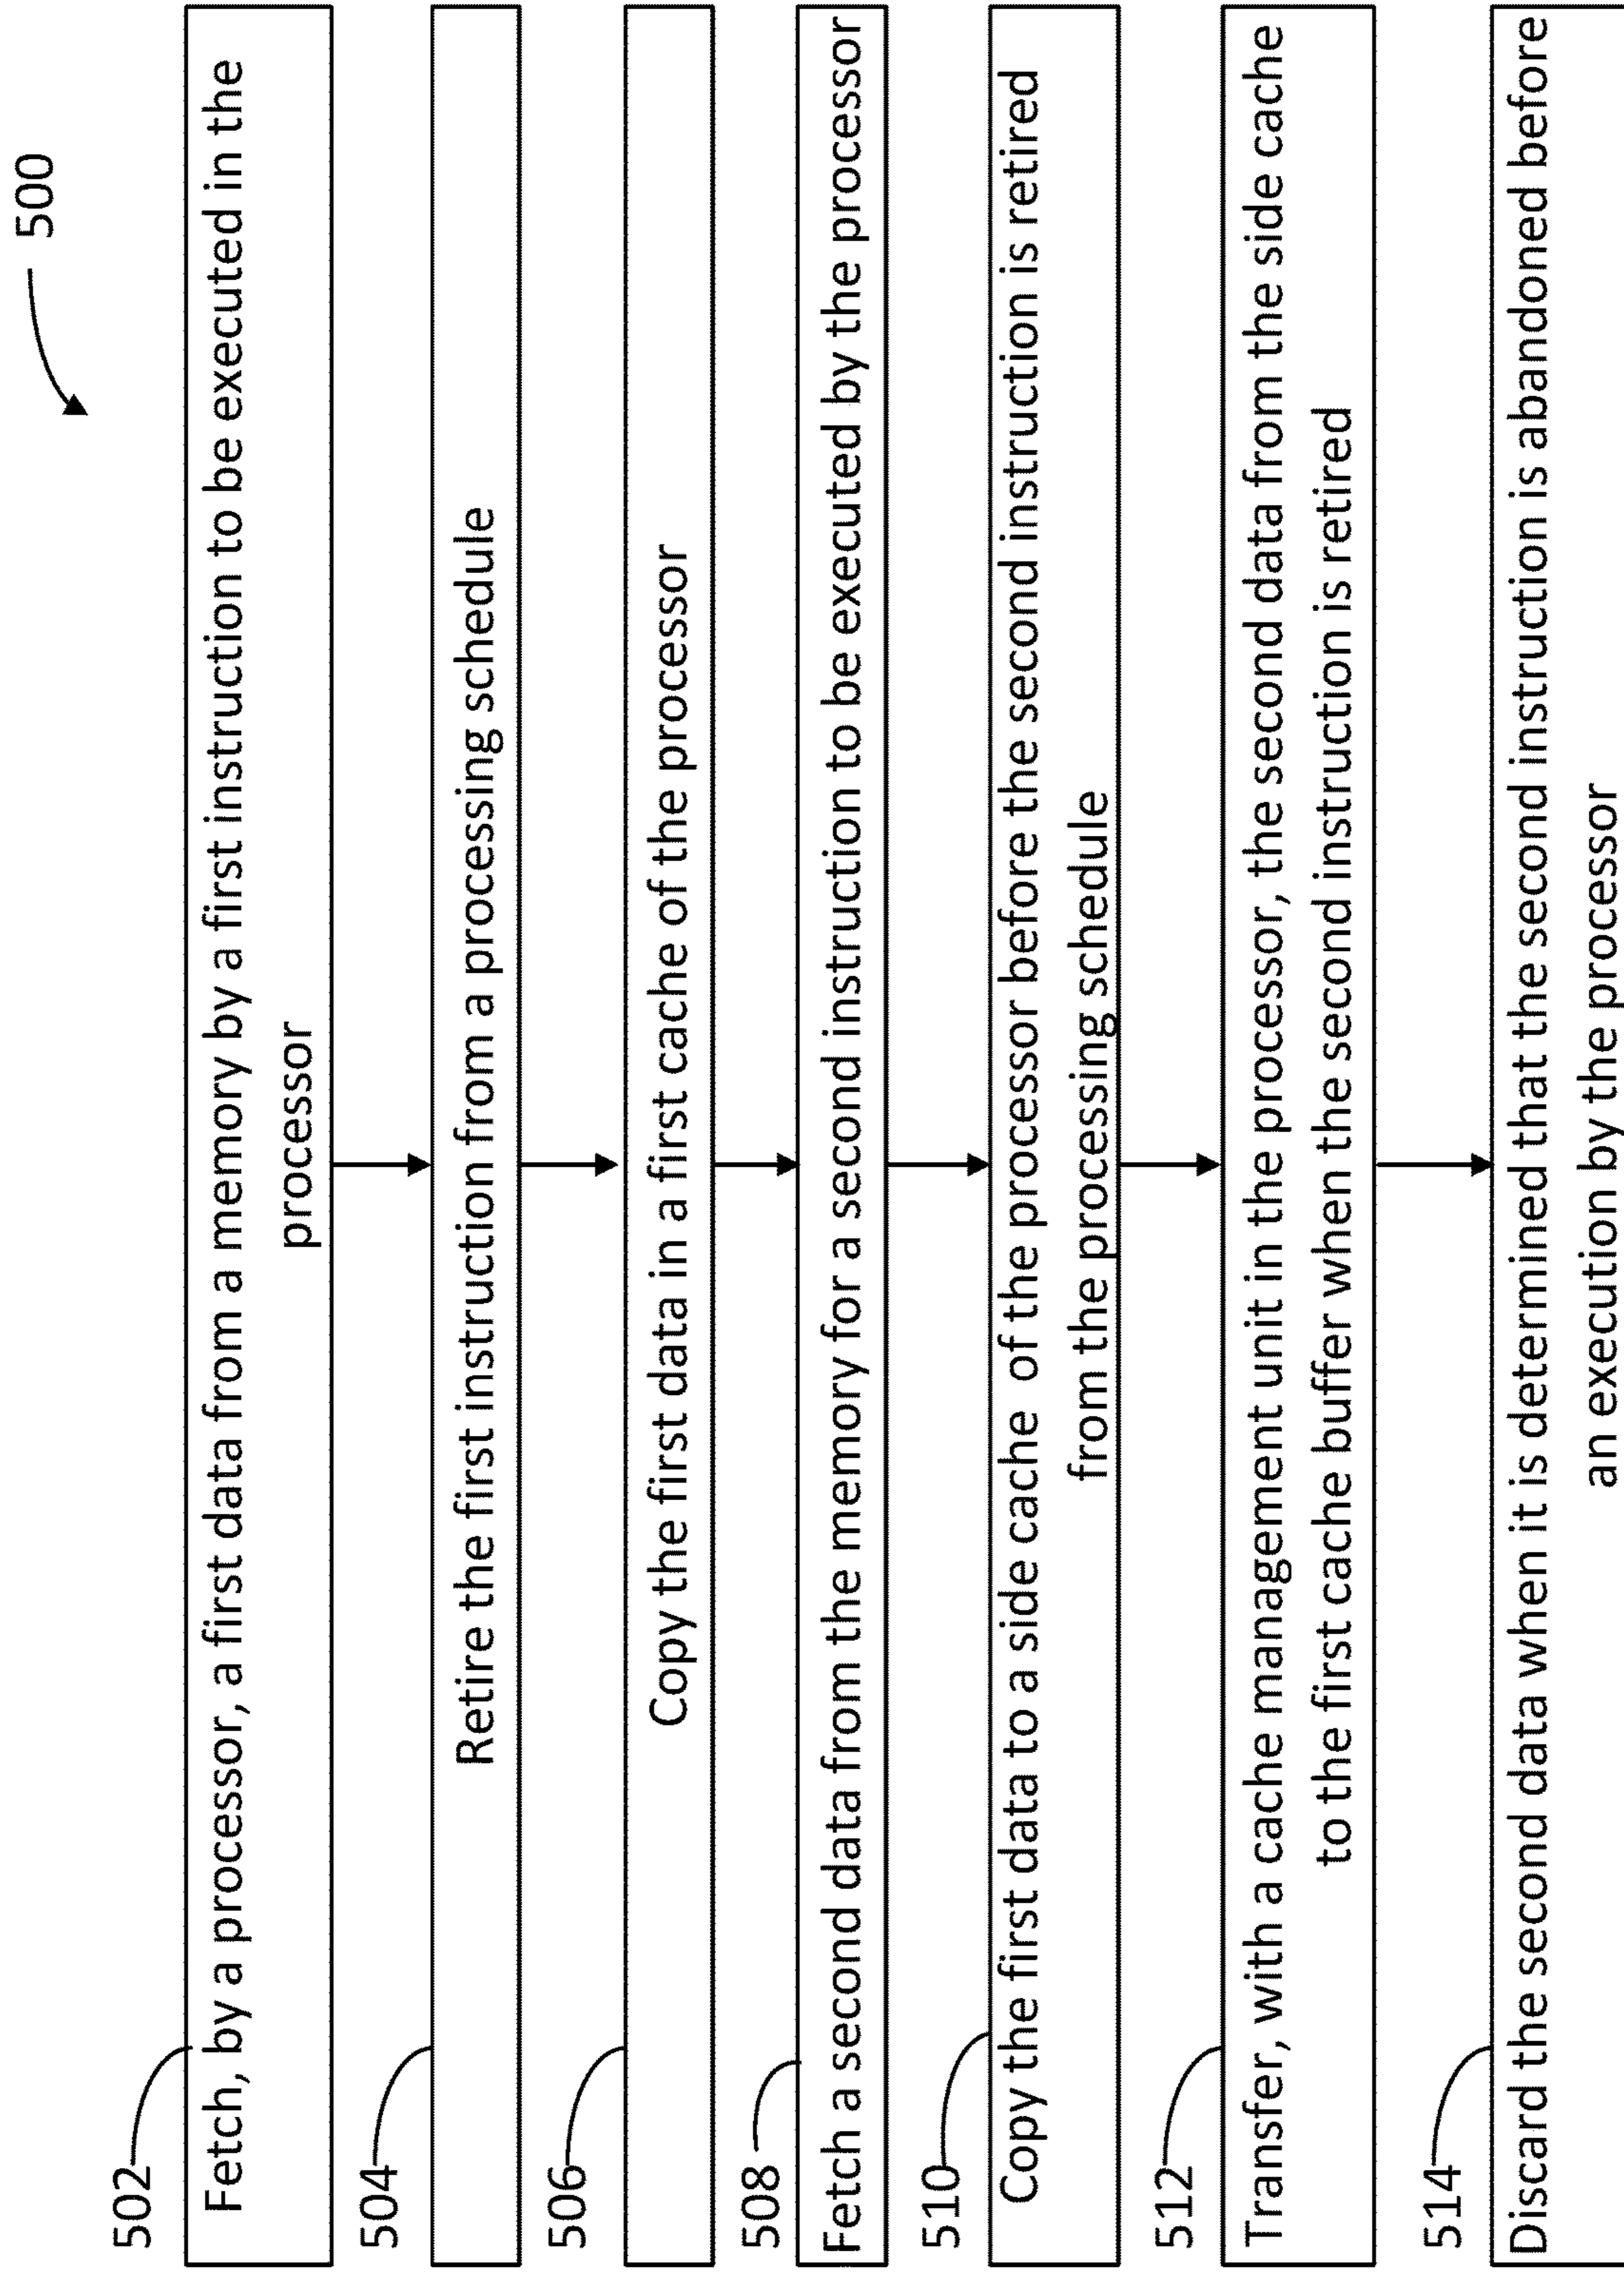 500
502
Fetch, by a processor, a first data from a memory by a first instruction to be executed in the
processor
504
Retire the first instruction from a processing schedule
506
Copy the first data in a first cache of the processor
508
Fetch a second data from the memory for a second instruction to be executed by the processor
510
Copy the first data to a side cache of the processor before the second instruction is retired
from the processing schedule
512
Transfer, with a cache management unit in the processor, the second data from the side cache
to the first cache buffer when the second instruction is retired
514
Discard the second data when it is determined that the second instruction is abandoned before
an execution by the processor